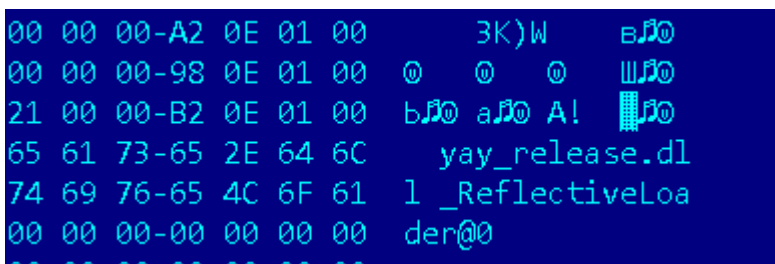 00 00 00-A2 0E 01 00 ЗK)W в♫☺
00 00 00-98 0E 01 00 ☺ ☺ ☺ Ш♫☺
21 00 00-B2 0E 01 00 Ь♫☺ а♫☺ A! ▓♫☺
65 61 73-65 2E 64 6C yay_release.dl
74 69 76-65 4C 6F 61 l _ReflectiveLoa
00 00 00-00 00 00 00 der@0